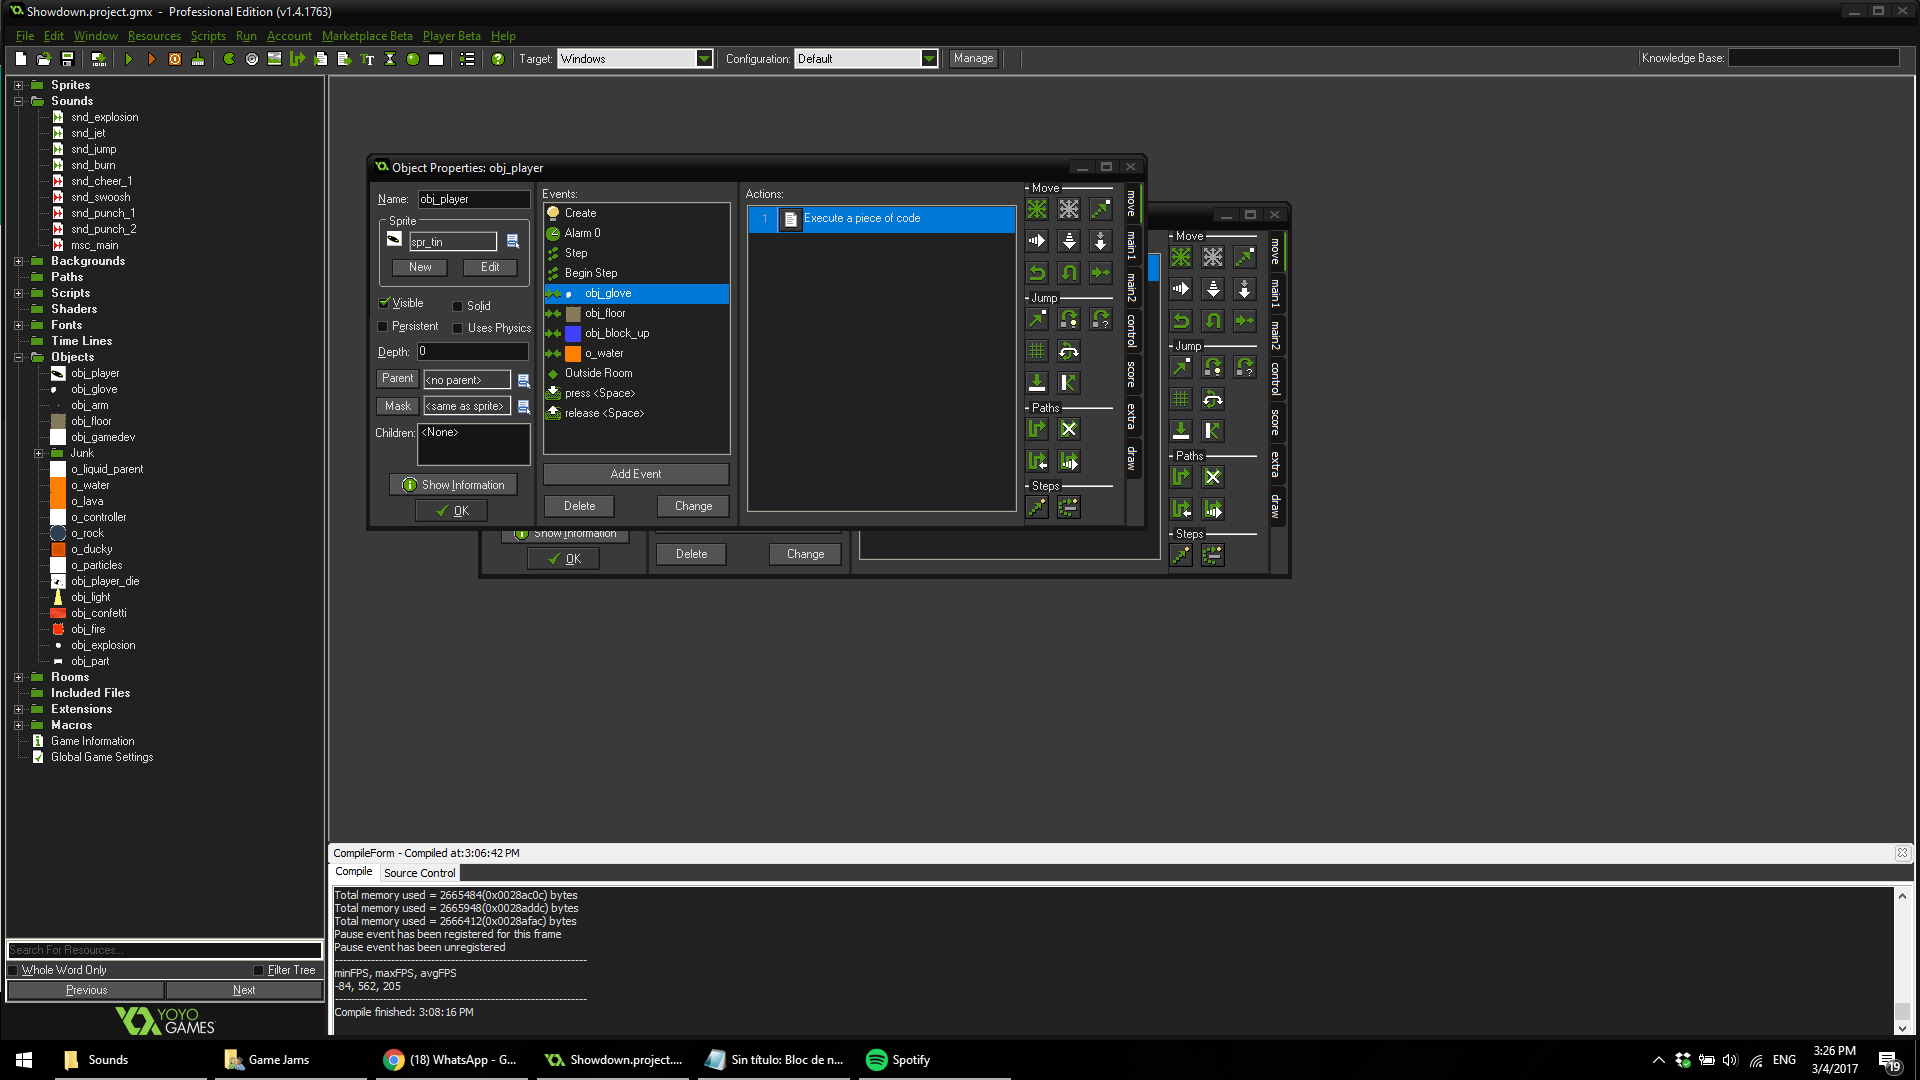 Showdown.project.gmx - Professional Edition (v1.4.1763)
File Edit Window Resources Scripts Run Account Marketplace Beta Player Beta Help
Target: Windows Configuration: Default Manage Knowledge Base:
Sprites
Sounds
snd_explosion
snd_jet
snd_jump
snd_burn
snd_cheer_1
snd_swoosh
snd_punch_1
snd_punch_2
msc_main
Backgrounds
Paths
Scripts
Shaders
Fonts
Time Lines
Objects
obj_player
obj_glove
obj_arm
obj_floor
obj_gamedev
Junk
o_liquid_parent
o_water
o_lava
o_controller
o_rock
o_ducky
o_particles
obj_player_die
obj_light
obj_confetti
obj_fire
obj_explosion
obj_part
Rooms
Included Files
Extensions
Macros
Game Information
Global Game Settings
Search For Resources...
Whole Word Only Filter Tree
Previous Next
YOYO GAMES
Object Properties: obj_player
Name: obj_player
Sprite
spr_tin
New Edit
Visible Solid
Persistent Uses Physics
Depth: 0
Parent <no parent>
Mask <same as sprite>
Children: <None>
Show Information
OK
Events:
Create
Alarm 0
Step
Begin Step
obj_glove
obj_floor
obj_block_up
o_water
Outside Room
press <Space>
release <Space>
Add Event
Delete Change
Actions:
1 Execute a piece of code
Move
Jump
Paths
Steps
move
main1
main2
control
score
extra
draw
Show Information
OK
Delete Change
Move
Jump
Paths
Steps
move
main1
main2
control
score
extra
draw
CompileForm - Compiled at:3:06:42 PM
Compile Source Control
Total memory used = 2665484(0x0028ac0c) bytes
Total memory used = 2665948(0x0028addc) bytes
Total memory used = 2666412(0x0028afac) bytes
Pause event has been registered for this frame
Pause event has been unregistered
minFPS, maxFPS, avgFPS
-84, 562, 205
Compile finished: 3:08:16 PM
Sounds
Game Jams
(18) WhatsApp - G...
Showdown.project....
Sin título: Bloc de n...
Spotify
ENG
3:26 PM
3/4/2017
19